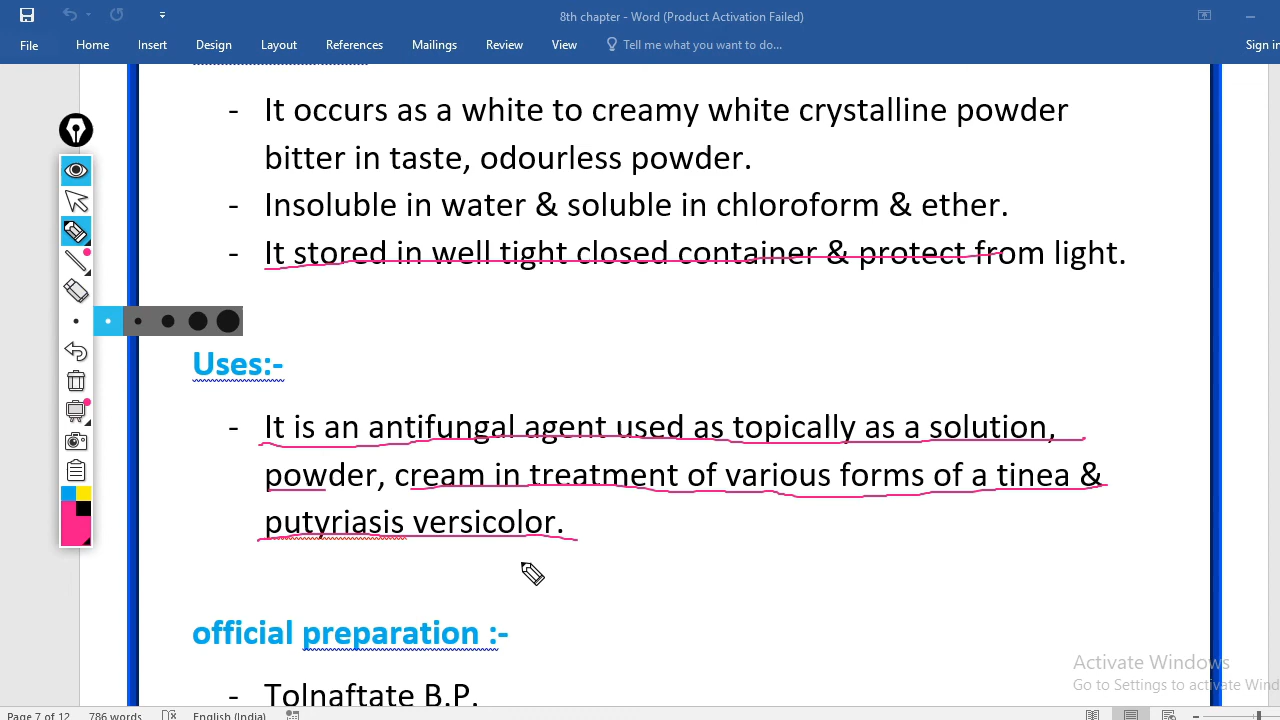 8th chapter - Word (Product Activation Failed)
File Home Insert Design Layout References Mailings Review View Tell me what you want to do... Sign in
- It occurs as a white to creamy white crystalline powder
bitter in taste, odourless powder.
- Insoluble in water & soluble in chloroform & ether.
- It stored in well tight closed container & protect from light.
Uses:-
- It is an antifungal agent used as topically as a solution,
powder, cream in treatment of various forms of a tinea &
putyriasis versicolor.
official preparation :-
- Tolnaftate B.P.
Activate Windows
Go to Settings to activate Wind
Page 7 of 12 786 words English (India)